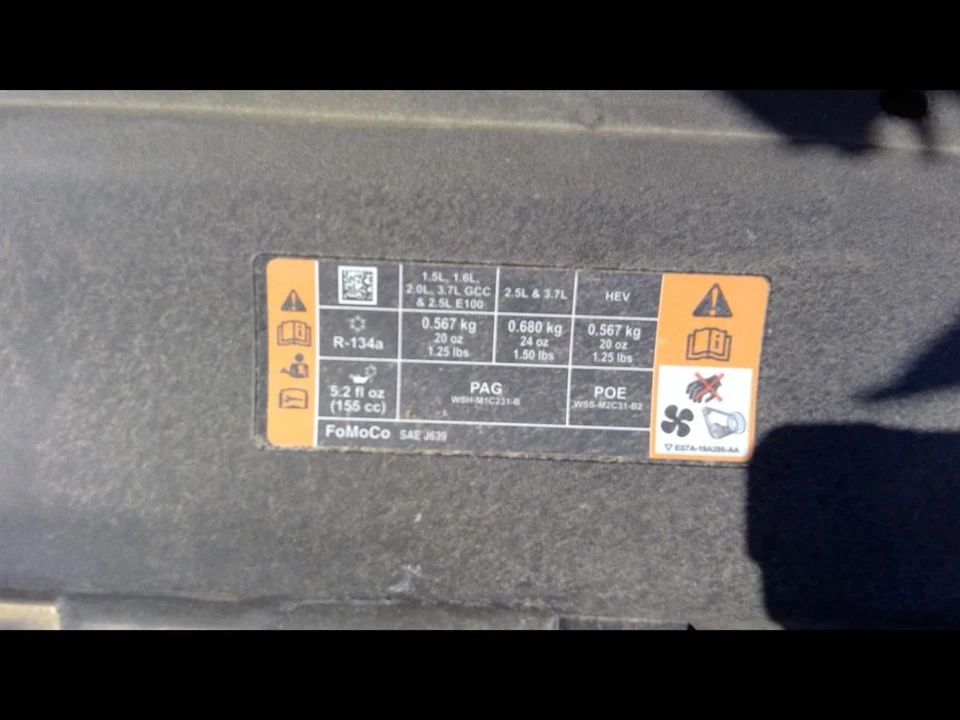 1.5L, 1.6L,
2.0L, 3.7L GCC
& 2.5L E100
2.5L & 3.7L
HEV
R-134a
0.567 kg
20 oz
1.25 lbs
0.680 kg
24 oz
1.50 lbs
0.567 kg
20 oz
1.25 lbs
5.2 fl oz
(155 cc)
PAG
WSH-M1C231-B
POE
WSS-M2C31-B2
FoMoCo SAE J639
ES7A-19A286-AA